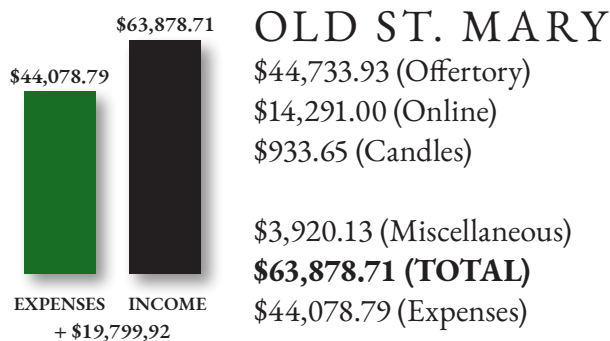 $63,878.71
$44,078.79
EXPENSES INCOME
+ $19,799,92
OLD ST. MARY
$44,733.93 (Offertory)
$14,291.00 (Online)
$933.65 (Candles)
$3,920.13 (Miscellaneous)
$63,878.71 (TOTAL)
$44,078.79 (Expenses)